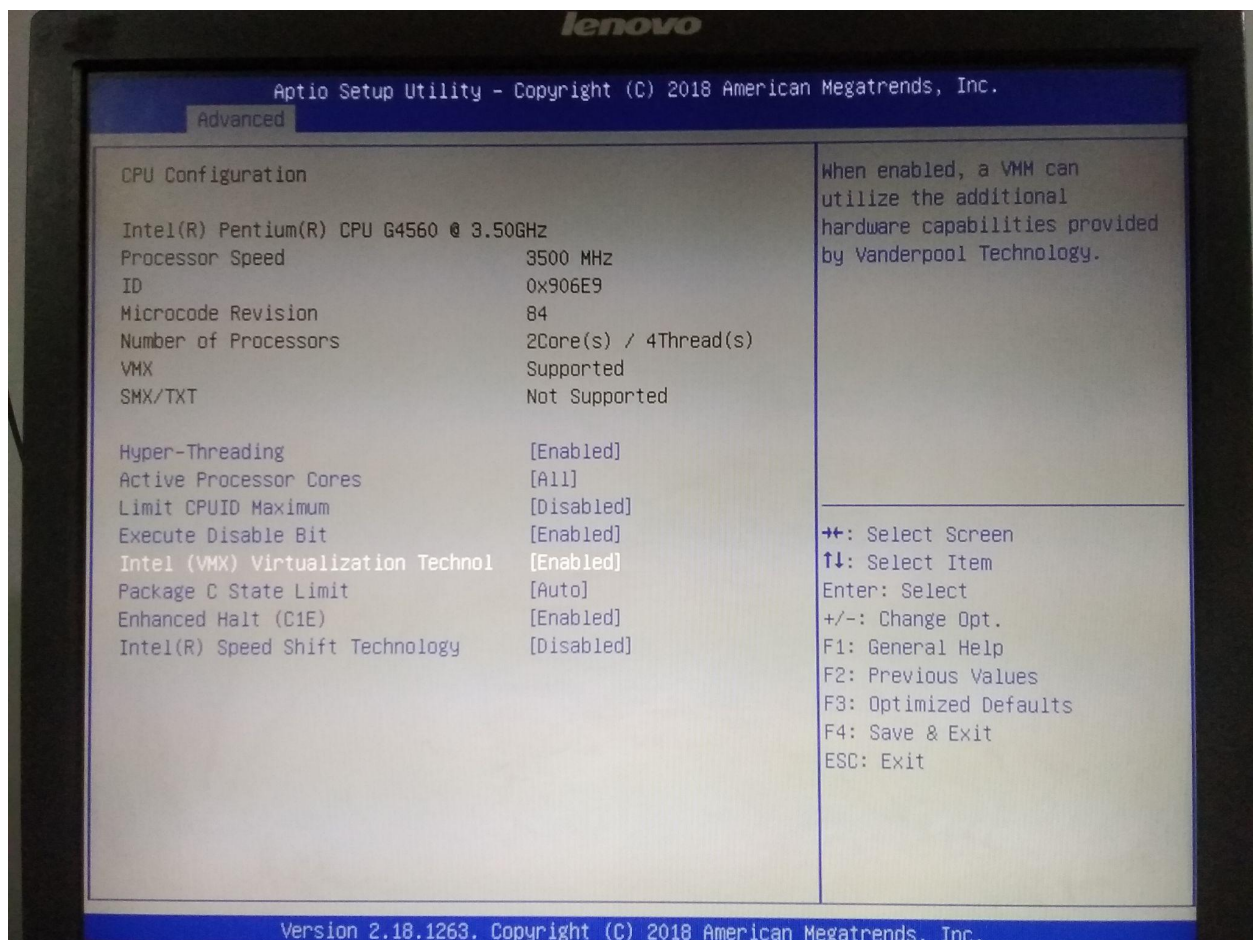 lenovo
Aptio Setup Utility - Copyright (C) 2018 American Megatrends, Inc.
Advanced
CPU Configuration
Intel(R) Pentium(R) CPU G4560 @ 3.50GHz
Processor Speed 3500 MHz
ID 0x906E9
Microcode Revision 84
Number of Processors 2Core(s) / 4Thread(s)
VMX Supported
SMX/TXT Not Supported
Hyper-Threading [Enabled]
Active Processor Cores [All]
Limit CPUID Maximum [Disabled]
Execute Disable Bit [Enabled]
Intel (VMX) Virtualization Technol [Enabled]
Package C State Limit [Auto]
Enhanced Halt (C1E) [Enabled]
Intel(R) Speed Shift Technology [Disabled]
When enabled, a VMM can
utilize the additional
hardware capabilities provided
by Vanderpool Technology.
→←: Select Screen
↑↓: Select Item
Enter: Select
+/-: Change Opt.
F1: General Help
F2: Previous Values
F3: Optimized Defaults
F4: Save & Exit
ESC: Exit
Version 2.18.1263. Copyright (C) 2018 American Megatrends, Inc.